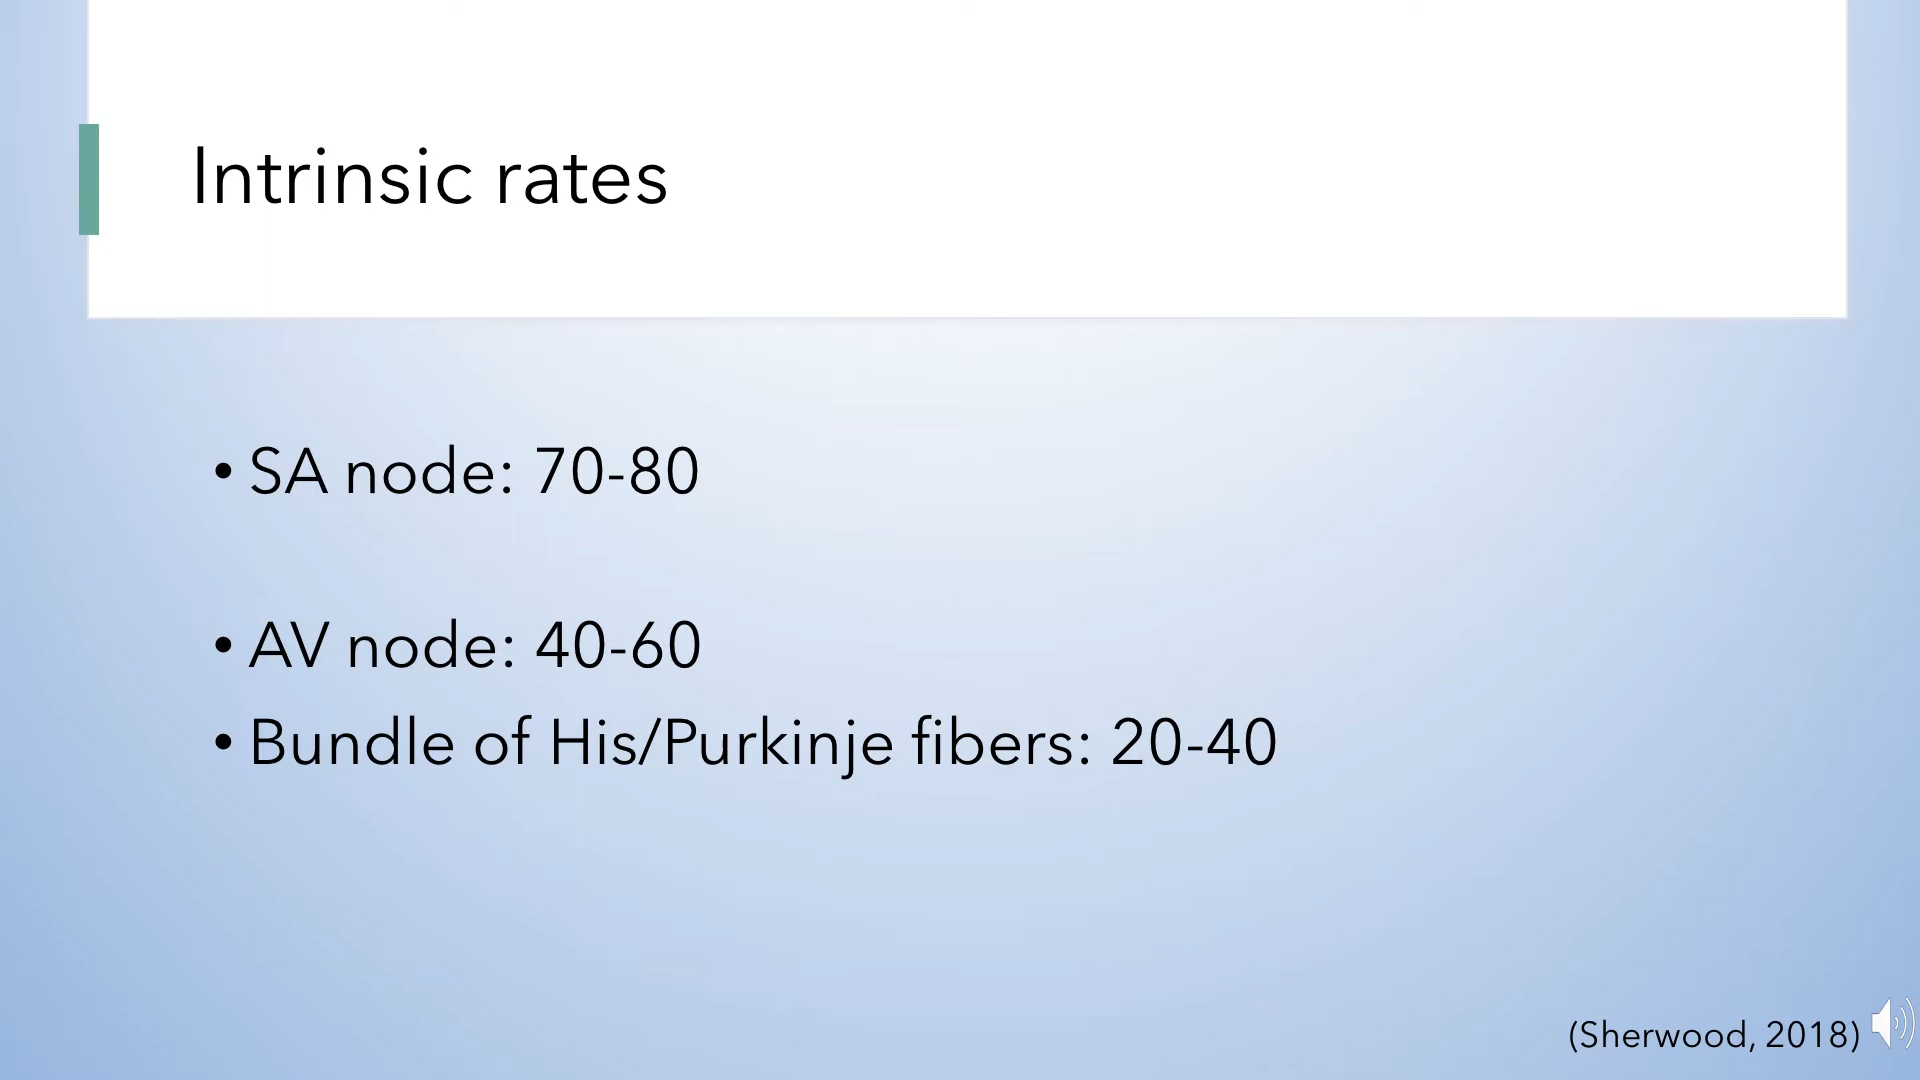 Intrinsic rates
• SA node: 70-80
• AV node: 40-60
• Bundle of His/Purkinje fibers: 20-40
(Sherwood, 2018)